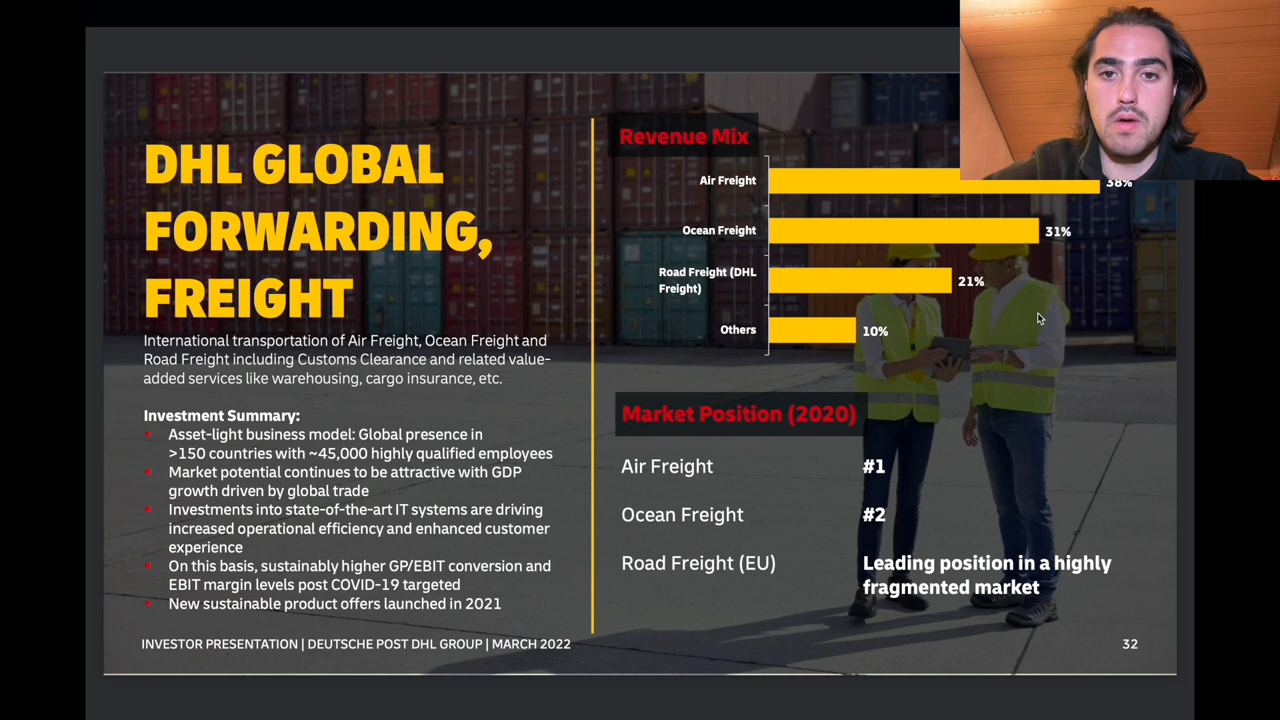 DHL GLOBAL
FORWARDING,
FREIGHT
International transportation of Air Freight, Ocean Freight and
Road Freight including Customs Clearance and related value-
added services like warehousing, cargo insurance, etc.
Investment Summary:
Asset-light business model: Global presence in
>150 countries with ~45,000 highly qualified employees
Market potential continues to be attractive with GDP
growth driven by global trade
Investments into state-of-the-art IT systems are driving
increased operational efficiency and enhanced customer
experience
On this basis, sustainably higher GP/EBIT conversion and
EBIT margin levels post COVID-19 targeted
New sustainable product offers launched in 2021
INVESTOR PRESENTATION | DEUTSCHE POST DHL GROUP | MARCH 2022
Revenue Mix
Air Freight 38%
Ocean Freight 31%
Road Freight (DHL
Freight) 21%
Others 10%
Market Position (2020)
Air Freight #1
Ocean Freight #2
Road Freight (EU) Leading position in a highly
fragmented market
32